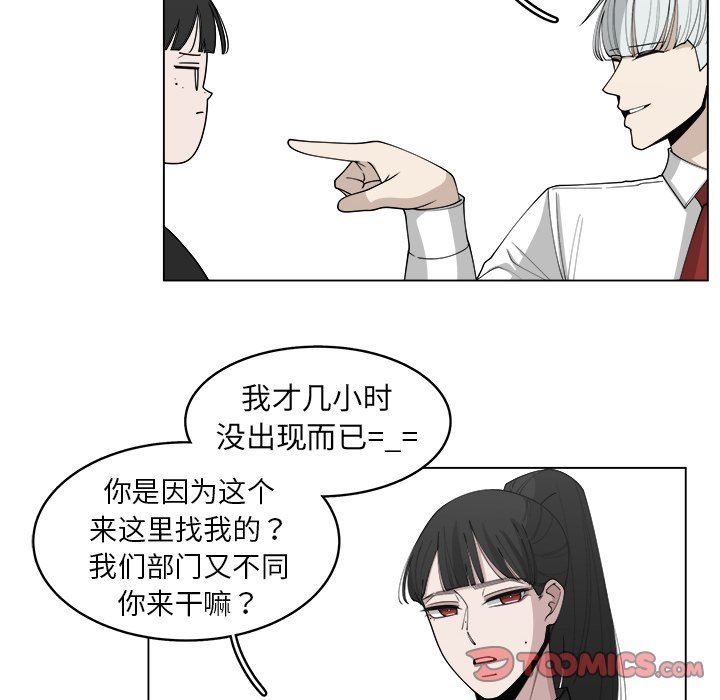 我才几小时
没出现而已=_=
你是因为这个
来这里找我的？
我们部门又不同
你来干嘛？
TOOMICS.COM